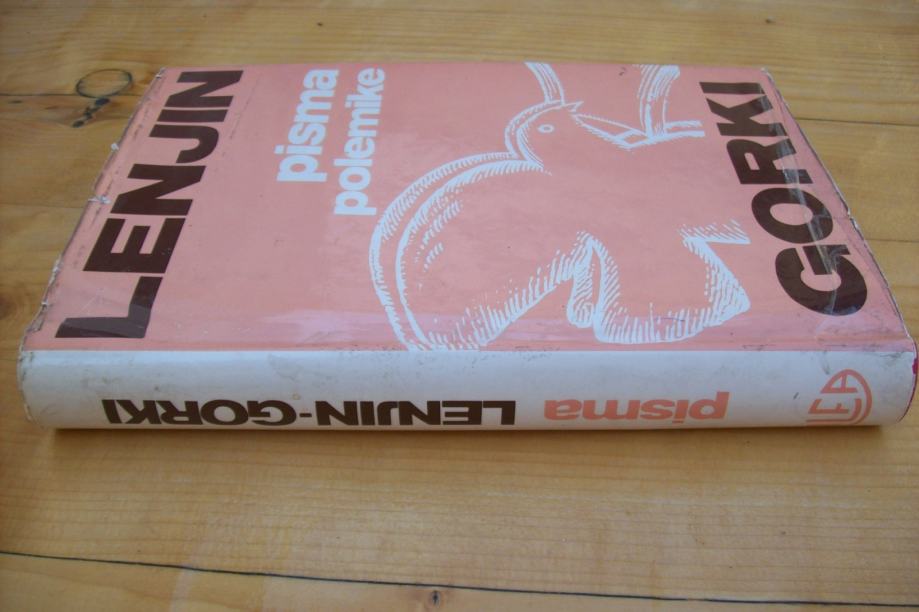 LENJIN
pisma
polemike
GORKI
LENJIN-GORKI
pisma